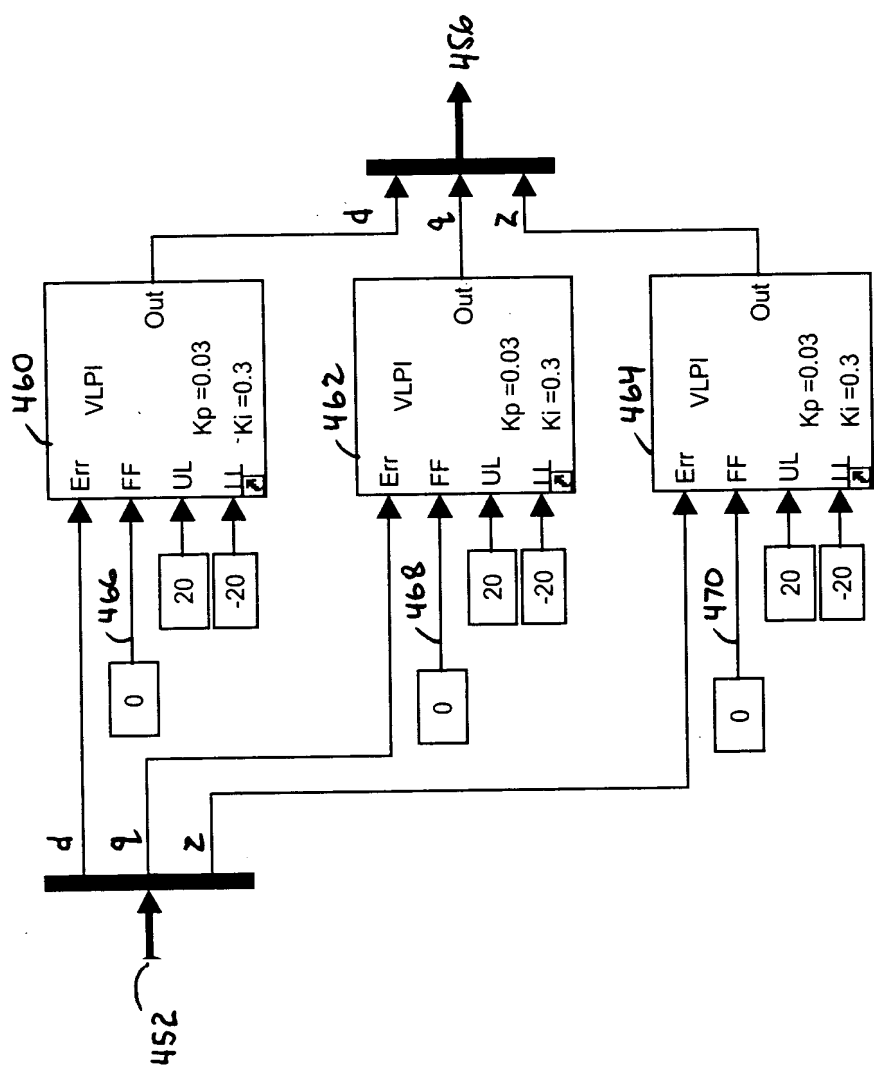 452
d
q
z
0
466
20
-20
460
Err
FF
UL
LL
VLPI
Kp =0.03
Ki =0.3
Out
0
468
20
-20
462
Err
FF
UL
LL
VLPI
Kp =0.03
Ki =0.3
Out
0
470
20
-20
464
Err
FF
UL
LL
VLPI
Kp =0.03
Ki =0.3
Out
d
q
z
456